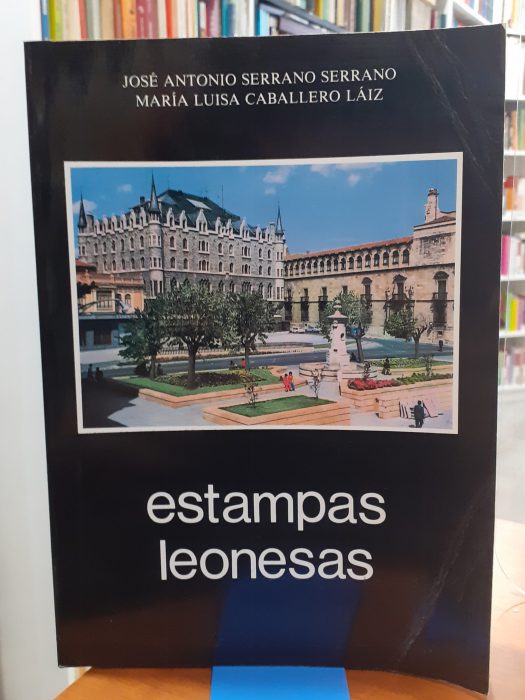 JOSÉ ANTONIO SERRANO SERRANO
MARÍA LUISA CABALLERO LÁIZ
estampas
leonesas